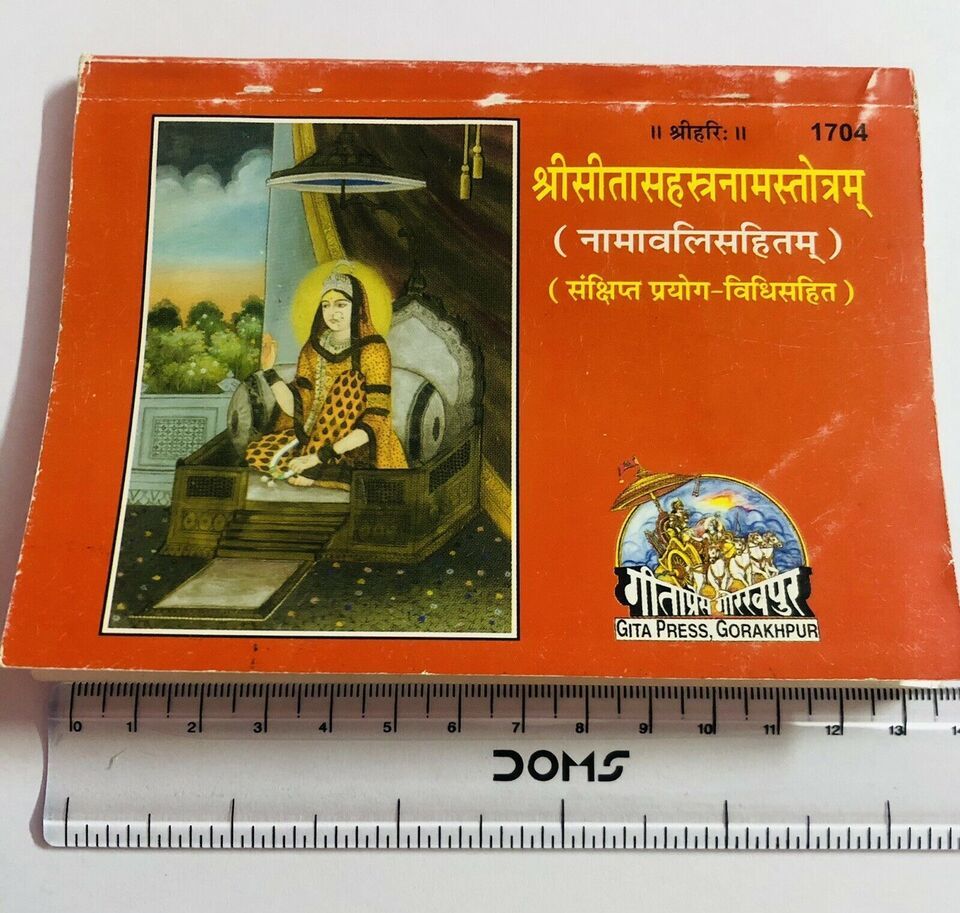 ॥ श्रीहरि: ॥ 1704
श्रीसीतासहस्त्रनामस्तोत्रम्
( नामावलिसहितम् )
( संक्षिप्त प्रयोग-विधिसहित )
गीताप्रेस गोरखपुर
GITA PRESS, GORAKHPUR
0 1 2 3 4 5 6 7 8 9 10 11 12 13 14
DOMS